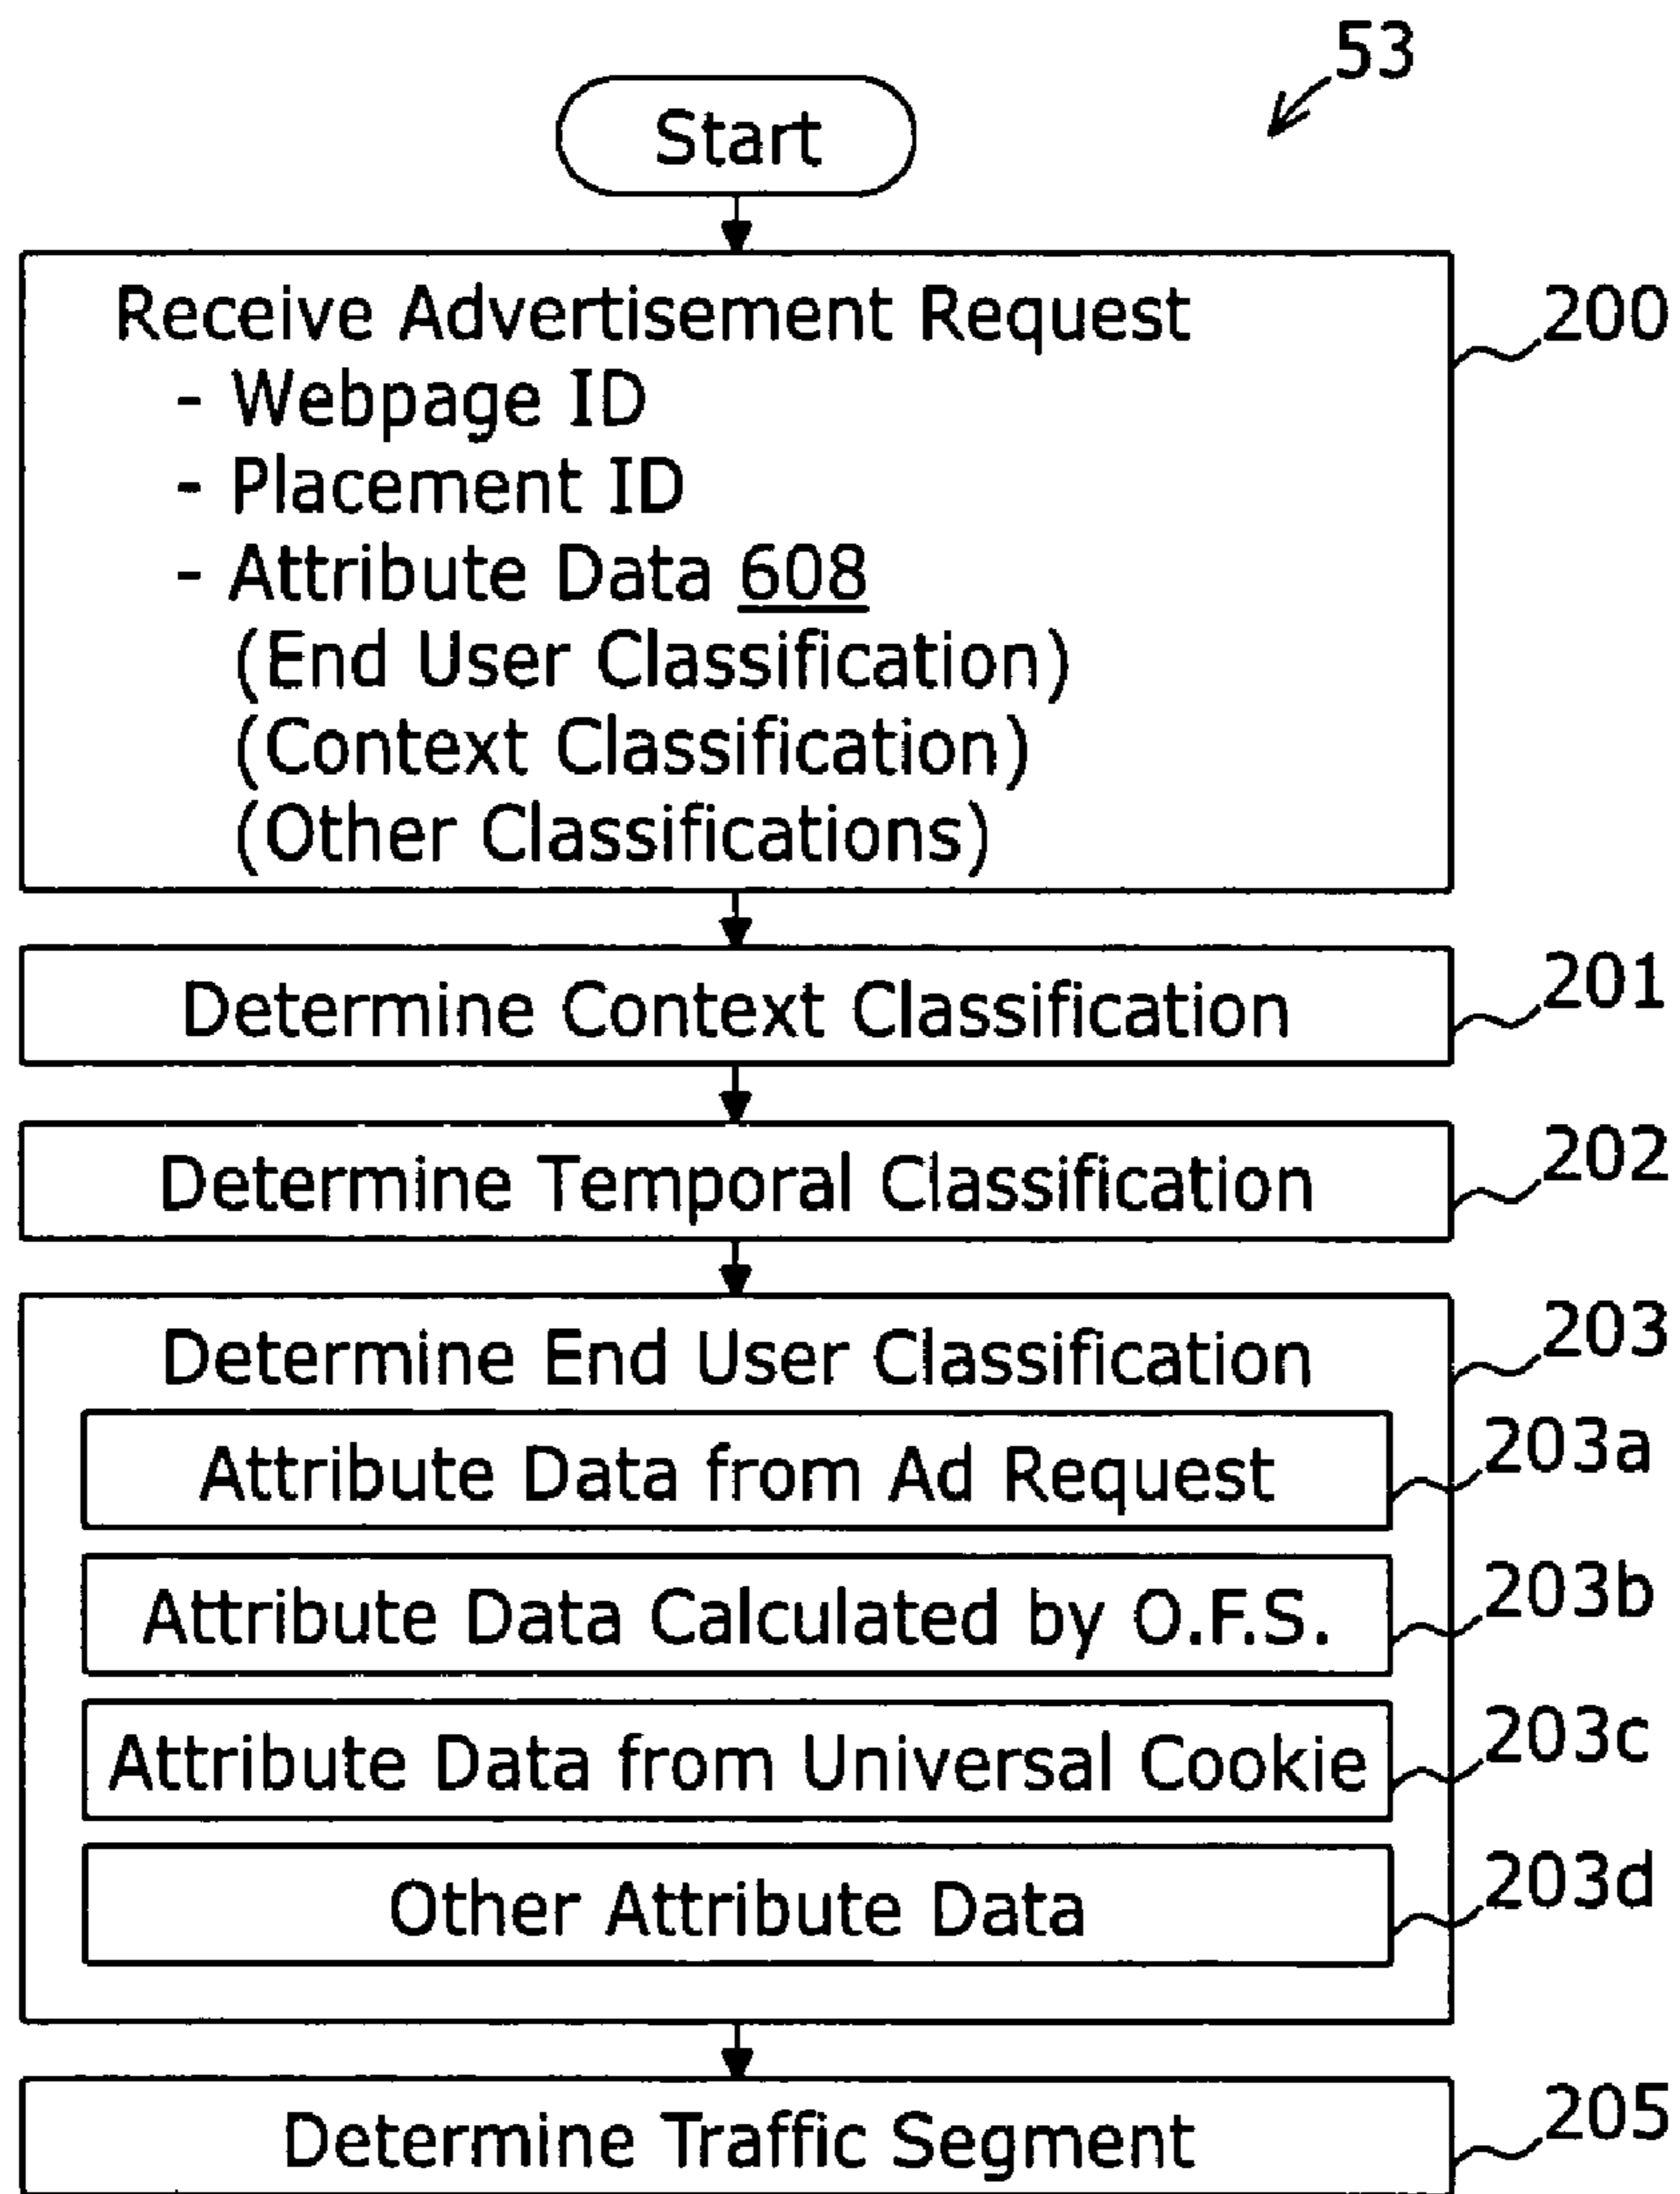 53
Start
Receive Advertisement Request
- Webpage ID
- Placement ID
- Attribute Data 608
(End User Classification)
(Context Classification)
(Other Classifications)
200
Determine Context Classification
201
Determine Temporal Classification
202
Determine End User Classification
203
Attribute Data from Ad Request
203a
Attribute Data Calculated by O.F.S.
203b
Attribute Data from Universal Cookie
203c
Other Attribute Data
203d
Determine Traffic Segment
205